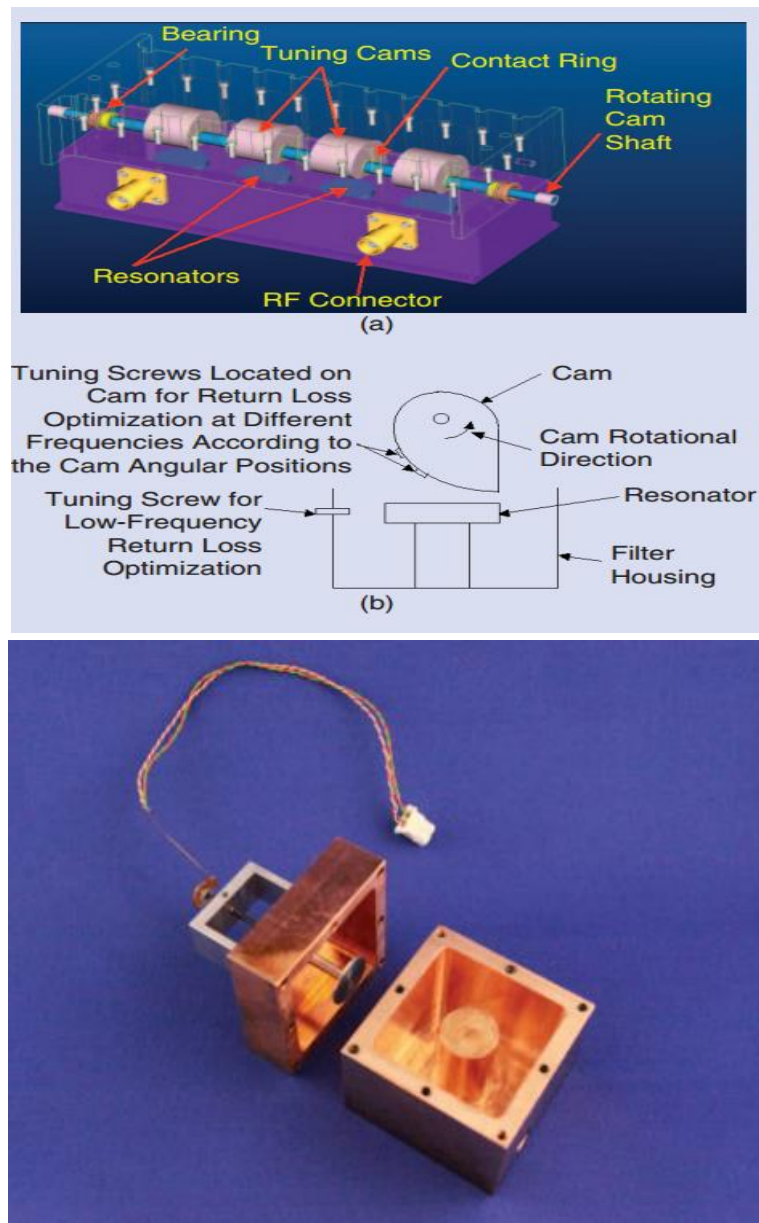 Bearing
Tuning Cams
Contact Ring
Rotating
Cam
Shaft
Resonators
RF Connector
(a)
Tuning Screws Located on
Cam for Return Loss
Optimization at Different
Frequencies According to
the Cam Angular Positions
Cam
Cam Rotational
Direction
Tuning Screw for
Low-Frequency
Return Loss
Optimization
Resonator
Filter
Housing
(b)